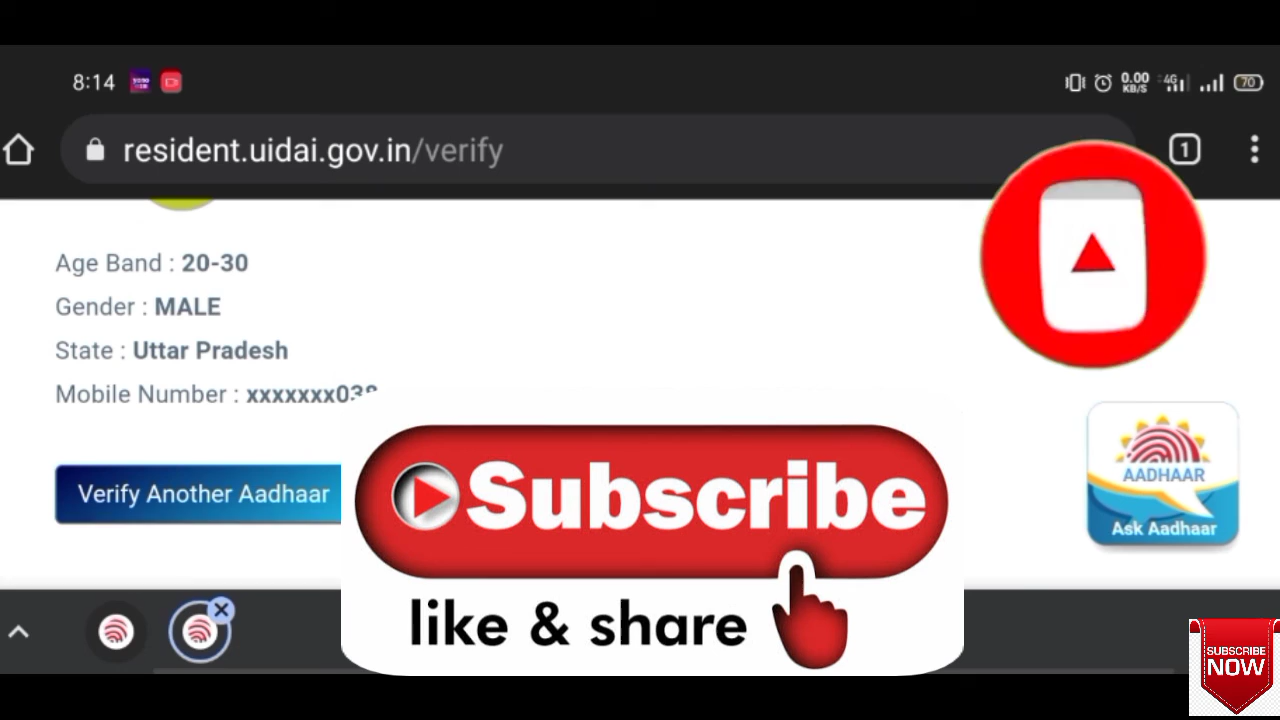 8:14
0.00
KB/S
4G
70
resident.uidai.gov.in/verify
1
Age Band : 20-30
Gender : MALE
State : Uttar Pradesh
Mobile Number : xxxxxxx038
Verify Another Aadhaar
AADHAAR
Ask Aadhaar
Subscribe
like & share
SUBSCRIBE
NOW